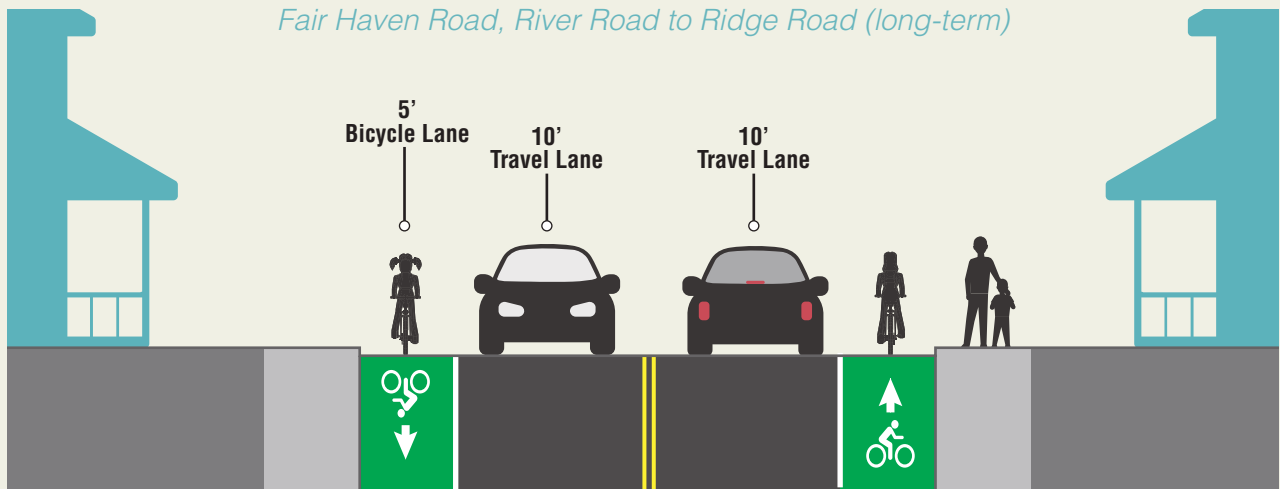 Fair Haven Road, River Road to Ridge Road (long-term)
5’
Bicycle Lane
10’
Travel Lane
10’
Travel Lane